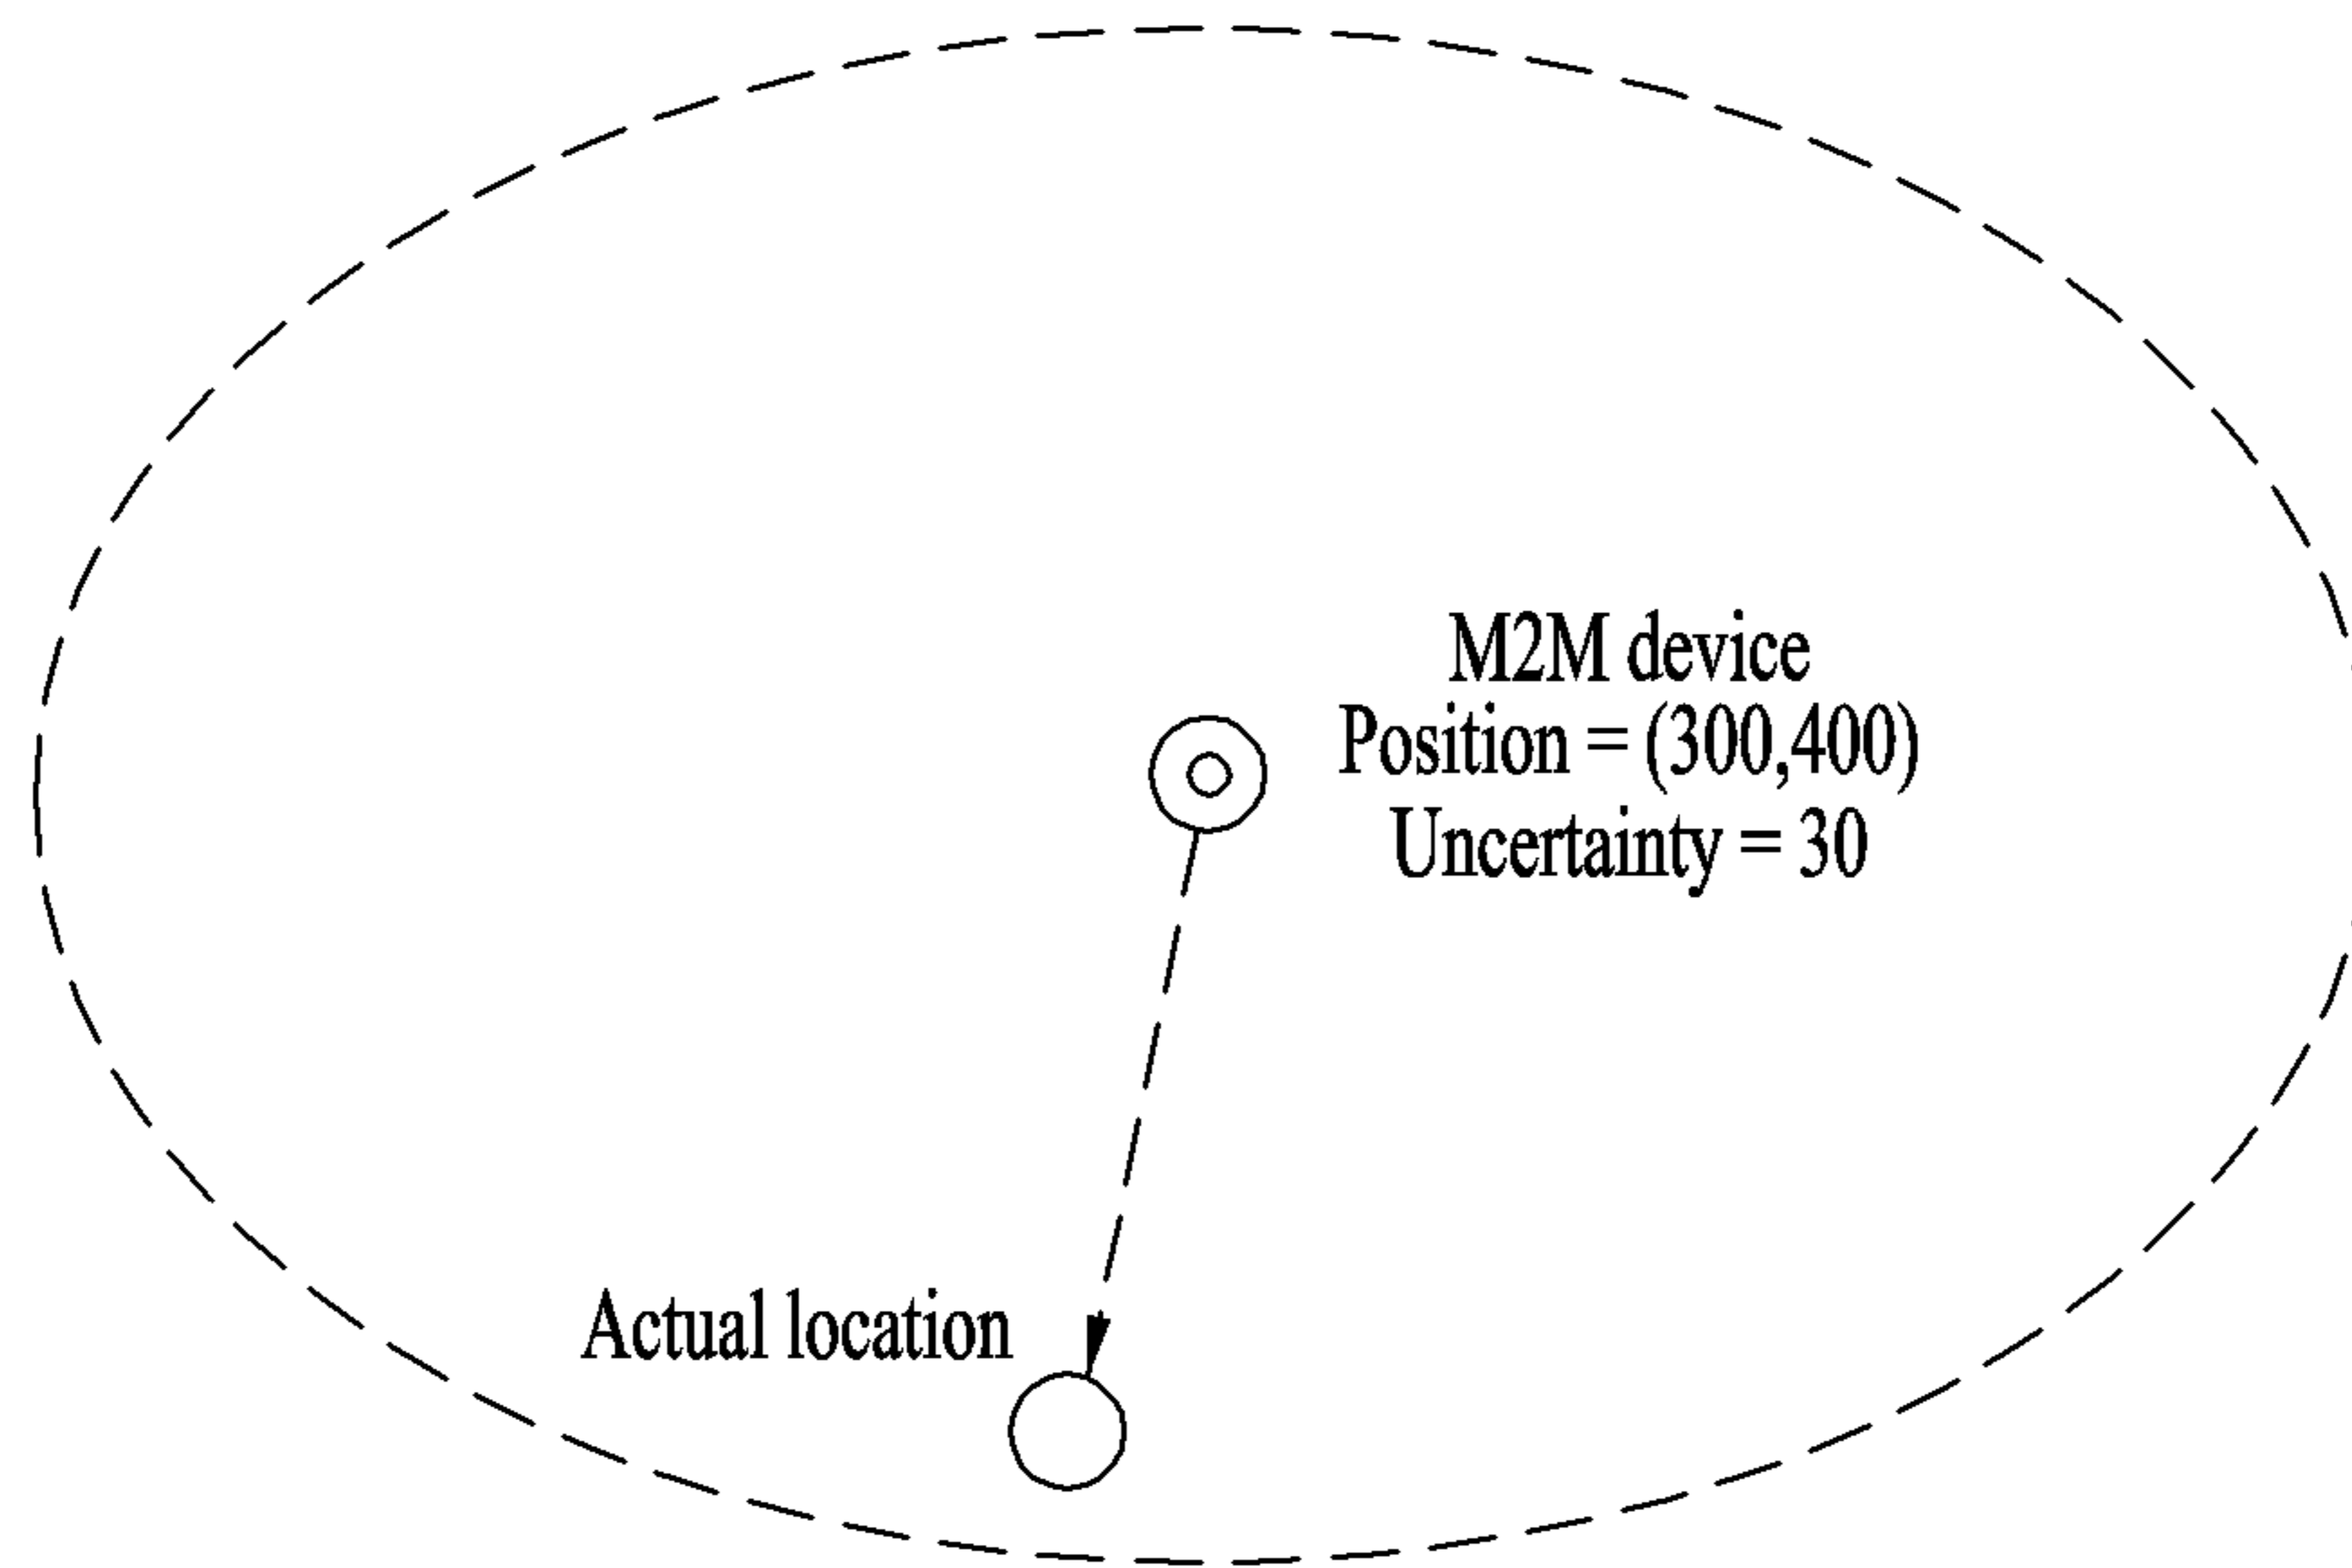 M2M device
Position = (300,400)
Uncertainty = 30
Actual location